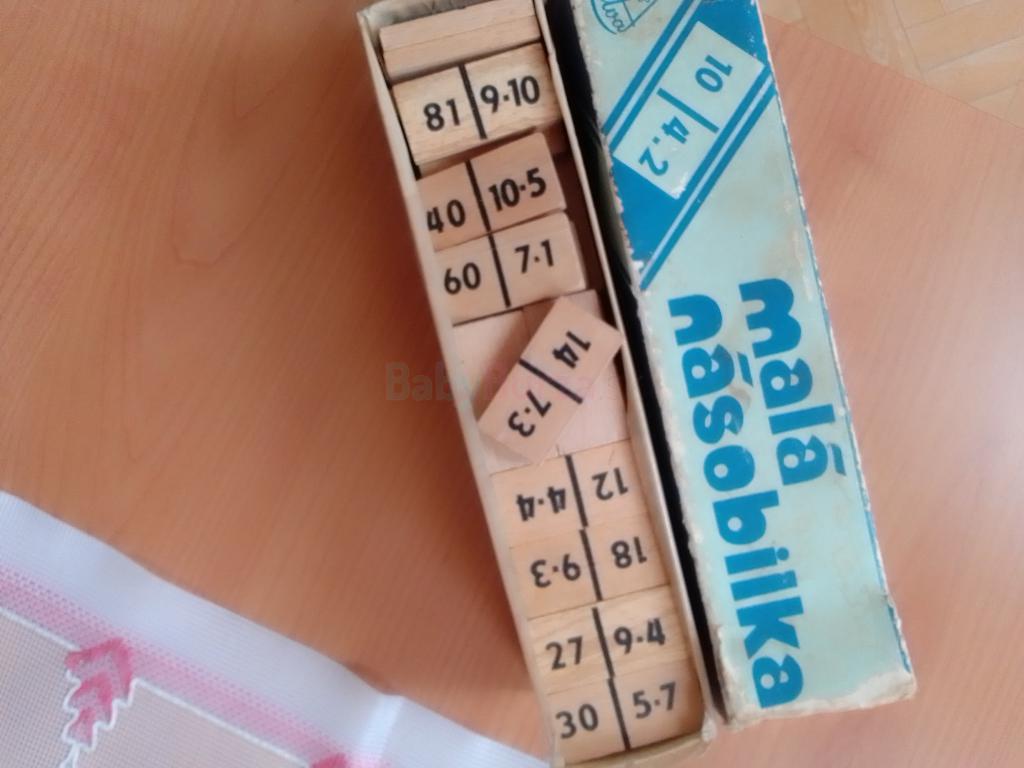 81 | 9·10
40 | 10·5
60 | 7·1
14 | 7·3
12 | 4·4
18 | 9·3
27 | 9·4
30 | 5·7
10 | 4.2
malá
násobilka